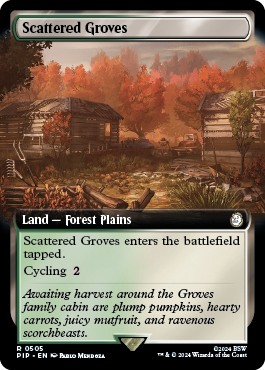 Scattered Groves
Land — Forest Plains
Scattered Groves enters the battlefield
tapped.
Cycling 2
Awaiting harvest around the Groves
family cabin are plump pumpkins, hearty
carrots, juicy mutfruit, and ravenous
scorchbeasts.
R 0505
©2024 BSW
PIP • EN Pablo Mendoza
™ & © 2024 Wizards of the Coast